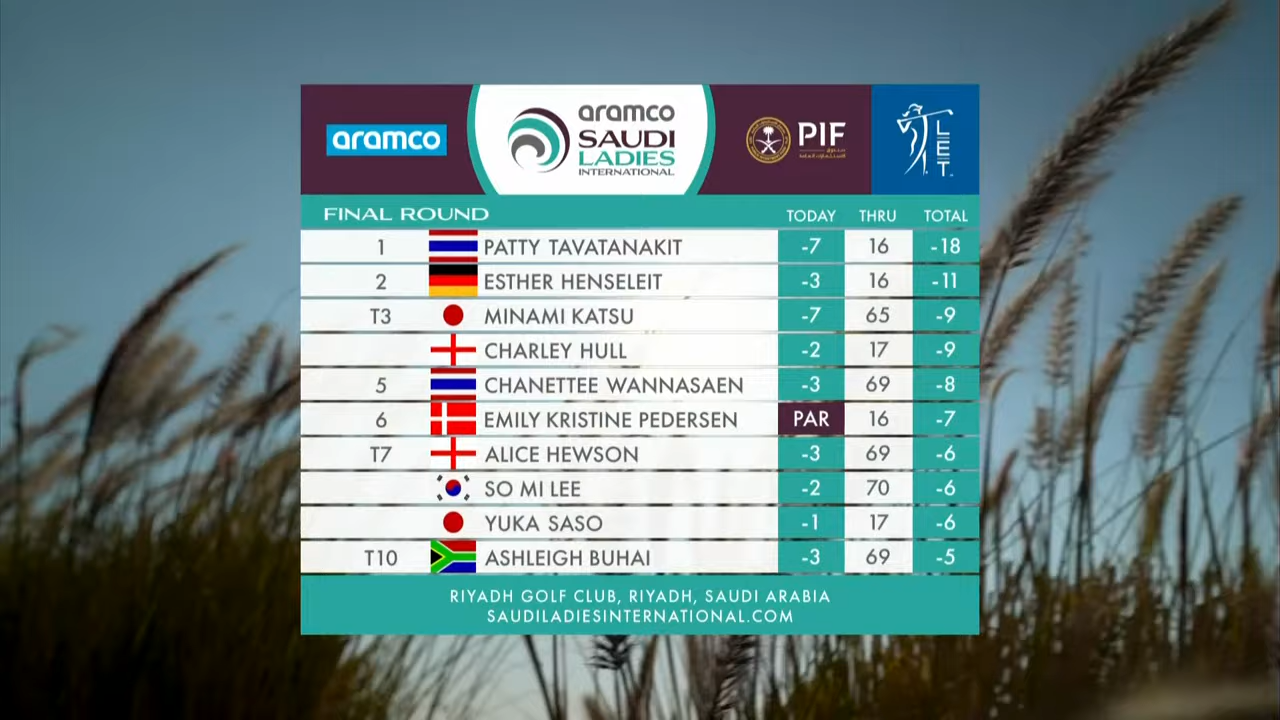 aramco
aramco
SAUDI
LADIES
INTERNATIONAL
PIF
LET.
FINAL ROUND TODAY THRU TOTAL
1 PATTY TAVATANAKIT -7 16 -18
2 ESTHER HENSELEIT -3 16 -11
T3 MINAMI KATSU -7 65 -9
CHARLEY HULL -2 17 -9
5 CHANETTEE WANNASAEN -3 69 -8
6 EMILY KRISTINE PEDERSEN PAR 16 -7
T7 ALICE HEWSON -3 69 -6
SO MI LEE -2 70 -6
YUKA SASO -1 17 -6
T10 ASHLEIGH BUHAI -3 69 -5
RIYADH GOLF CLUB, RIYADH, SAUDI ARABIA
SAUDILADIESINTERNATIONAL.COM